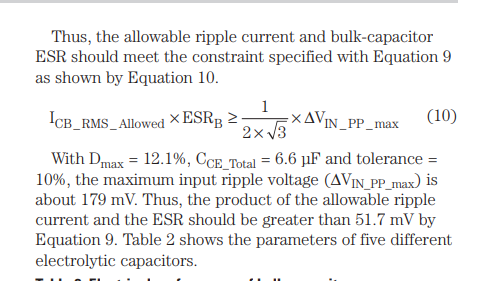 Thus, the allowable ripple current and bulk-capacitor
ESR should meet the constraint specified with Equation 9
as shown by Equation 10.
I_CB_RMS_Allowed × ESR_B ≥ 1/(2×√3) × ΔV_IN_PP_max (10)
With D_max = 12.1%, C_CE_Total = 6.6 µF and tolerance =
10%, the maximum input ripple voltage (ΔV_IN_PP_max) is
about 179 mV. Thus, the product of the allowable ripple
current and the ESR should be greater than 51.7 mV by
Equation 9. Table 2 shows the parameters of five different
electrolytic capacitors.